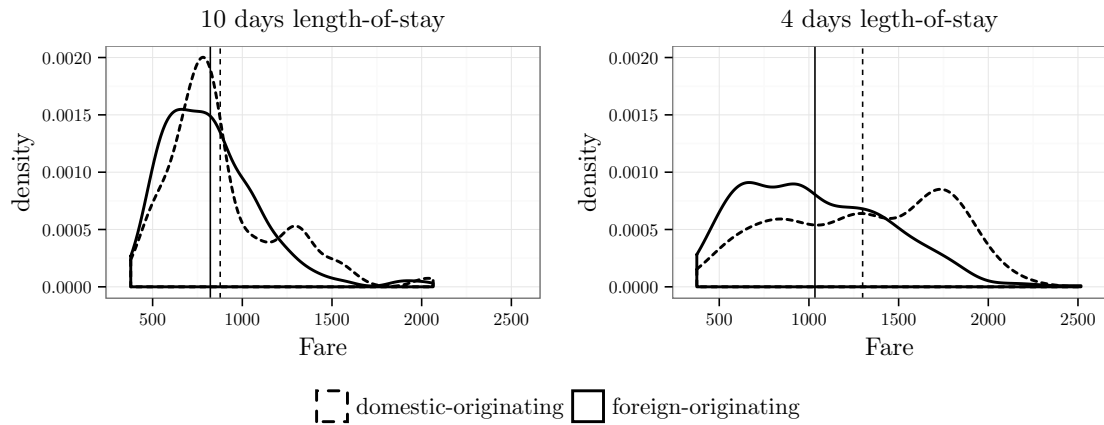 10 days length-of-stay
4 days legth-of-stay
density
0.0020
0.0015
0.0010
0.0005
0.0000
500 1000 1500 2000 2500
Fare
density
0.0020
0.0015
0.0010
0.0005
0.0000
500 1000 1500 2000 2500
Fare
domestic-originating foreign-originating